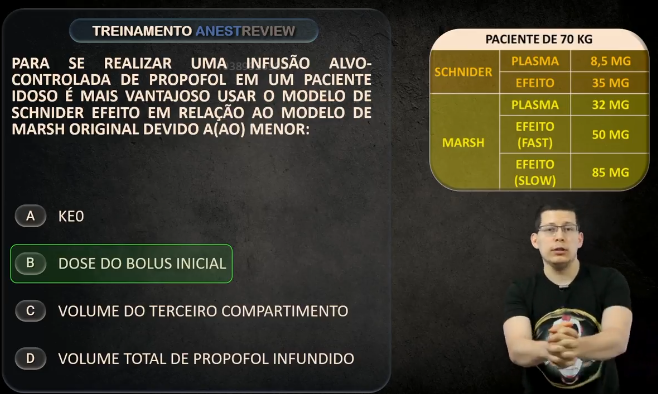 TREINAMENTO ANESTREVIEW
PARA SE REALIZAR UMA INFUSÃO ALVO-
CONTROLADA DE PROPOFOL EM UM PACIENTE
IDOSO É MAIS VANTAJOSO USAR O MODELO DE
SCHNIDER EFEITO EM RELAÇÃO AO MODELO DE
MARSH ORIGINAL DEVIDO A(AO) MENOR:
A KE0
B DOSE DO BOLUS INICIAL
C VOLUME DO TERCEIRO COMPARTIMENTO
D VOLUME TOTAL DE PROPOFOL INFUNDIDO
PACIENTE DE 70 KG
SCHNIDER
PLASMA 8,5 MG
EFEITO 35 MG
MARSH
PLASMA 32 MG
EFEITO
(FAST) 50 MG
EFEITO
(SLOW) 85 MG